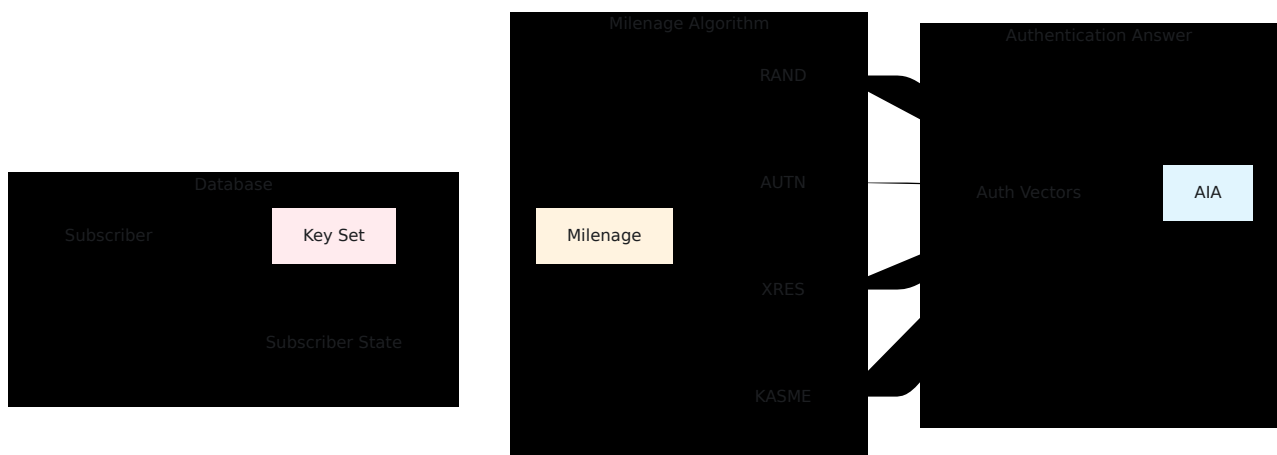 Database
Subscriber
Key Set
Subscriber State
Milenage Algorithm
Milenage
RAND
AUTN
XRES
KASME
Authentication Answer
Auth Vectors
AIA